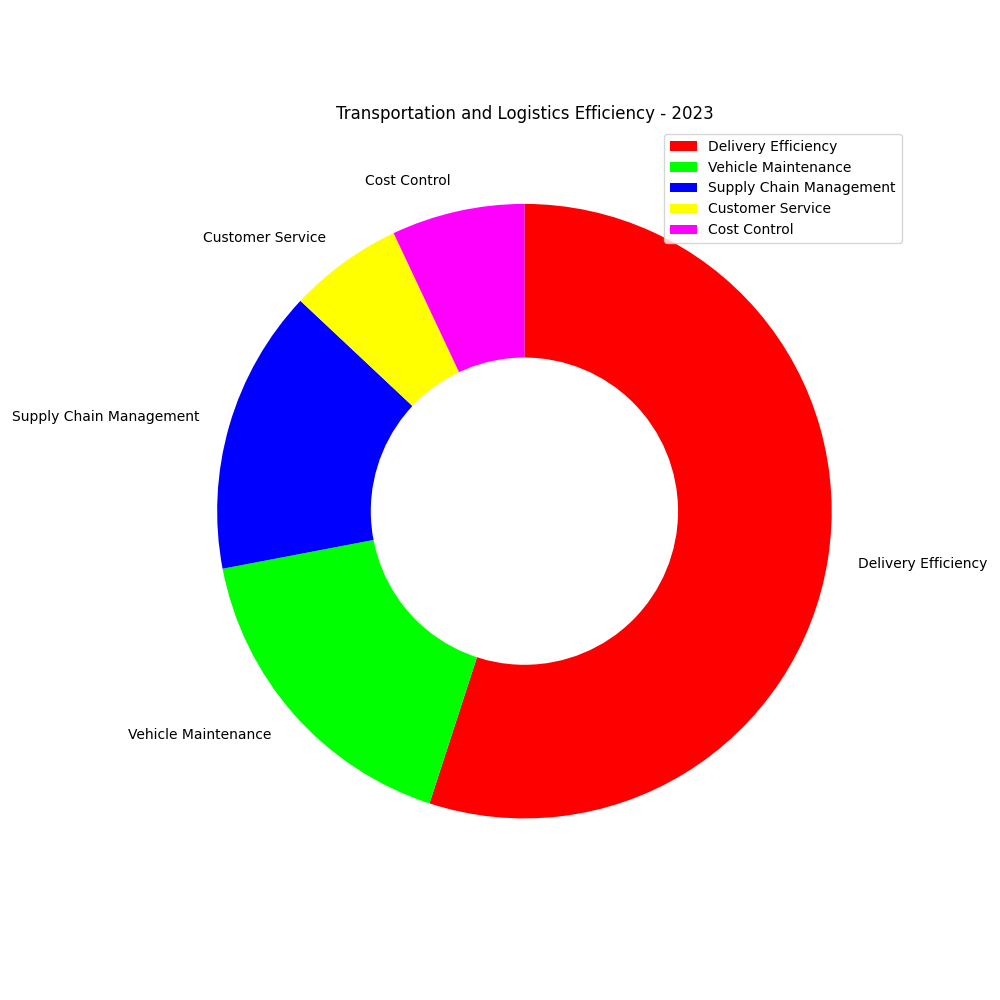 Transportation and Logistics Efficiency - 2023
Delivery Efficiency
Vehicle Maintenance
Supply Chain Management
Customer Service
Cost Control
Cost Control
Customer Service
Supply Chain Management
Delivery Efficiency
Vehicle Maintenance